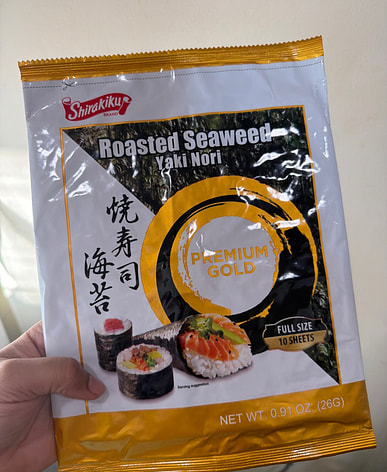 Shirakiku
BRAND
Roasted Seaweed
Yaki Nori
焼寿司
海苔
PREMIUM
GOLD
FULL SIZE
10 SHEETS
Serving suggestion
NET WT. 0.91 OZ. (26G)